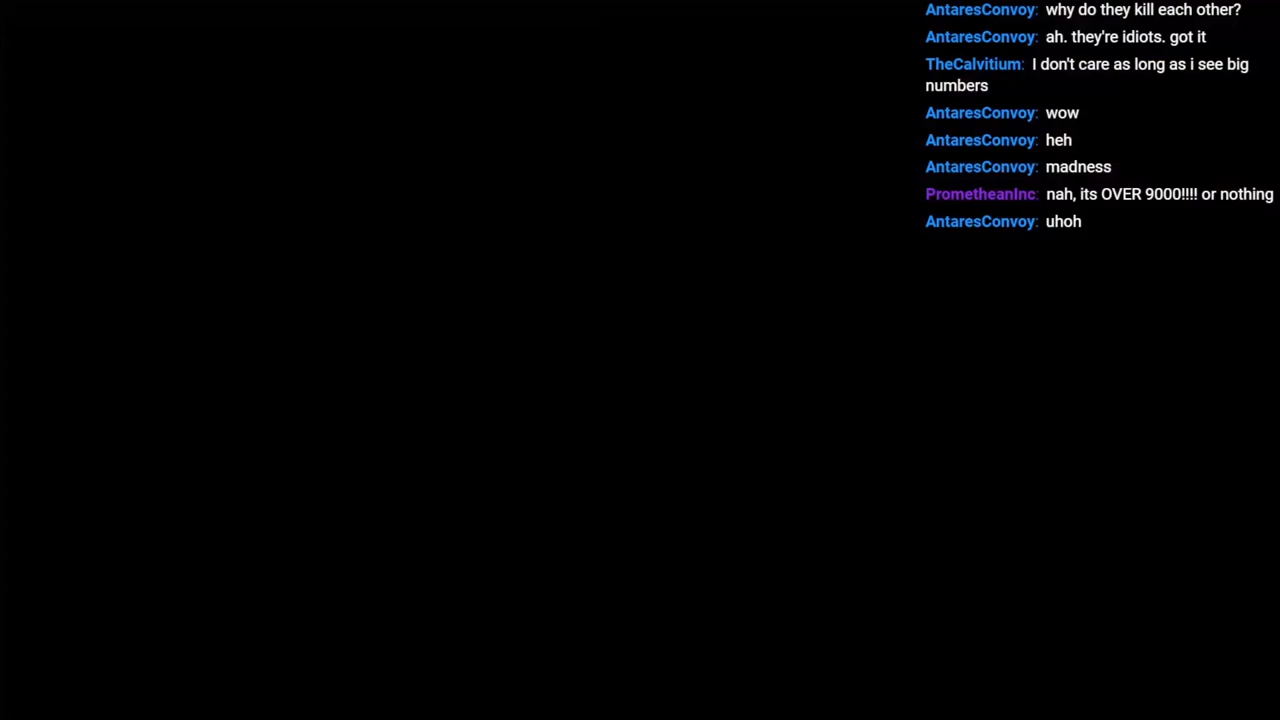 AntaresConvoy: why do they kill each other?
AntaresConvoy: ah. they're idiots. got it
TheCalvitium: I don't care as long as i see big
numbers
AntaresConvoy: wow
AntaresConvoy: heh
AntaresConvoy: madness
PrometheanInc: nah, its OVER 9000!!!! or nothing
AntaresConvoy: uhoh